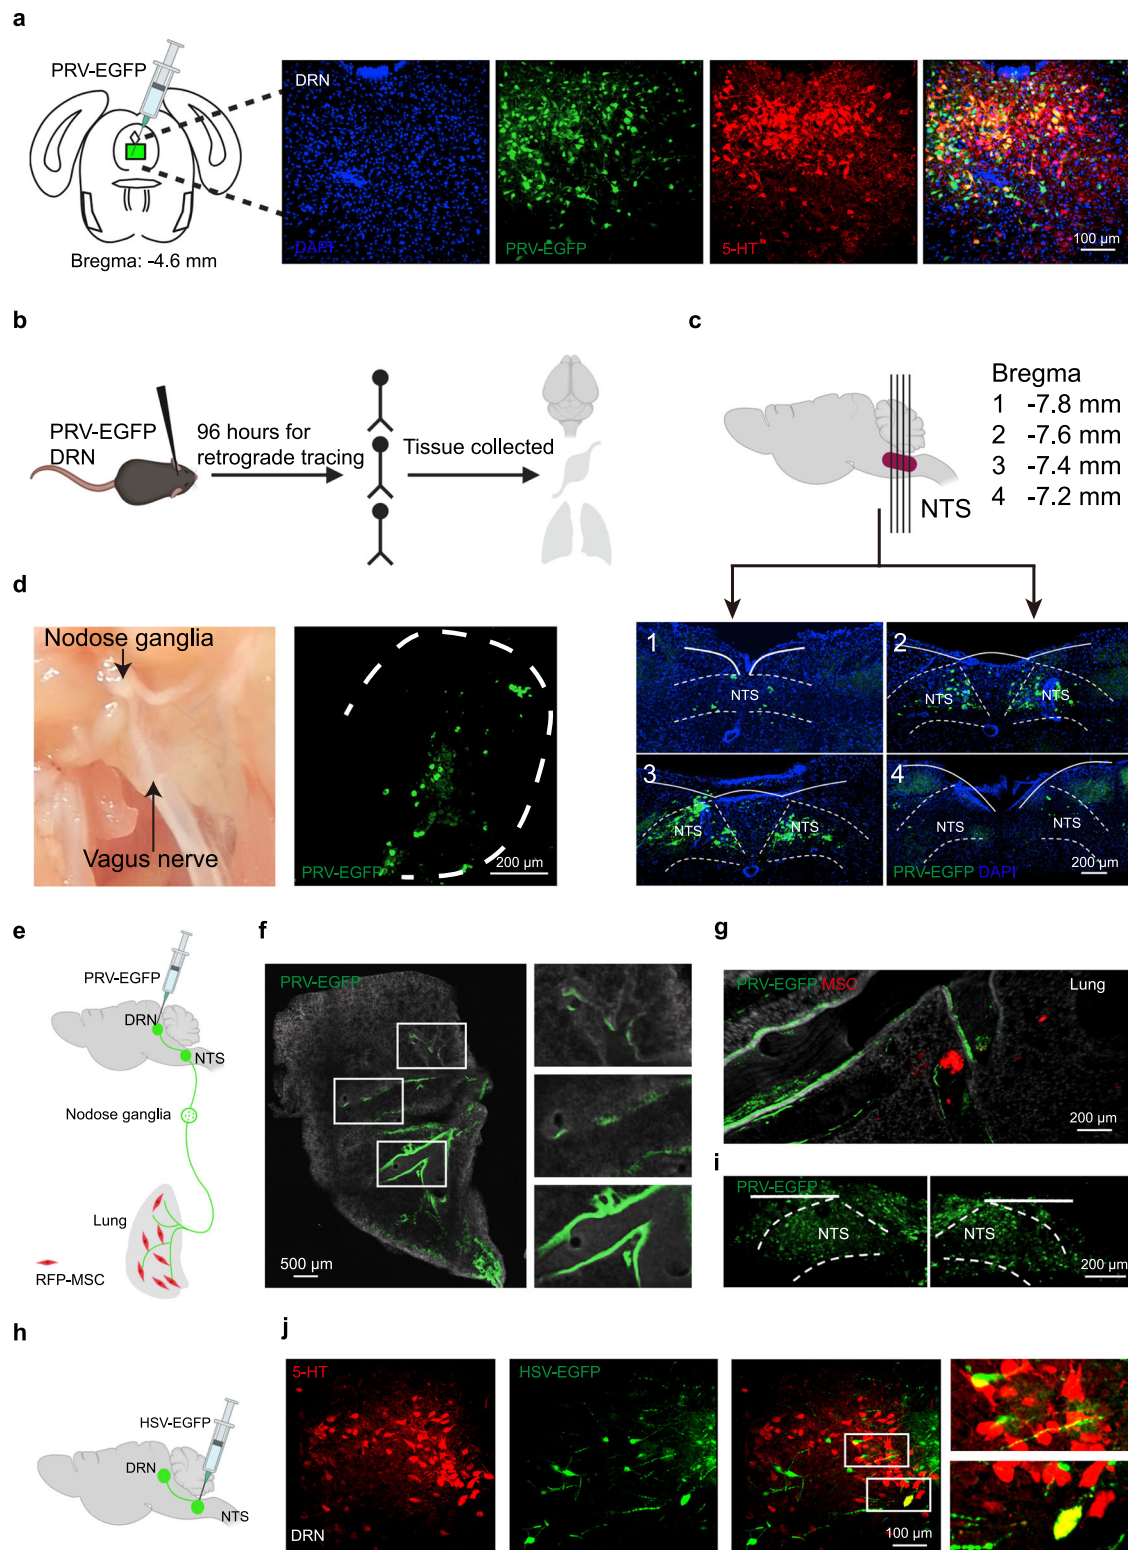 a
PRV-EGFP
Bregma: -4.6 mm
DRN
DAPI
PRV-EGFP
5-HT
100 µm
b
PRV-EGFP
DRN
96 hours for
retrograde tracing
Tissue collected
c
Bregma
1 -7.8 mm
2 -7.6 mm
3 -7.4 mm
4 -7.2 mm
NTS
1
NTS
2
NTS
NTS
3
NTS
NTS
4
NTS
NTS
PRV-EGFP DAPI
200 µm
d
Nodose ganglia
Vagus nerve
PRV-EGFP
200 µm
e
PRV-EGFP
DRN
NTS
Nodose ganglia
Lung
RFP-MSC
f
PRV-EGFP
500 µm
g
PRV-EGFP MSC
Lung
200 µm
i
PRV-EGFP
NTS
NTS
200 µm
h
HSV-EGFP
DRN
NTS
j
5-HT
DRN
HSV-EGFP
100 µm